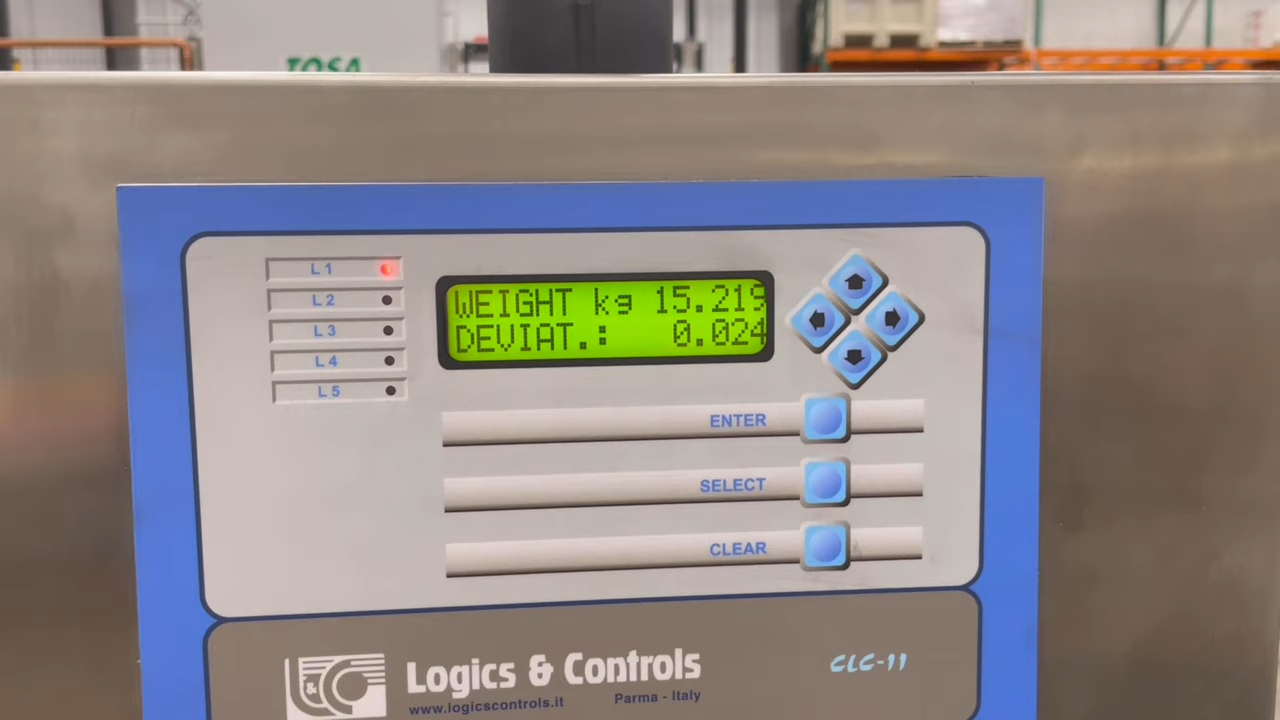 TOSA
L1
L2
L3
L4
L5
WEIGHT kg 15.219
DEVIAT.: 0.024
ENTER
SELECT
CLEAR
Logics & Controls
www.logicscontrols.it Parma - Italy
CLC-11